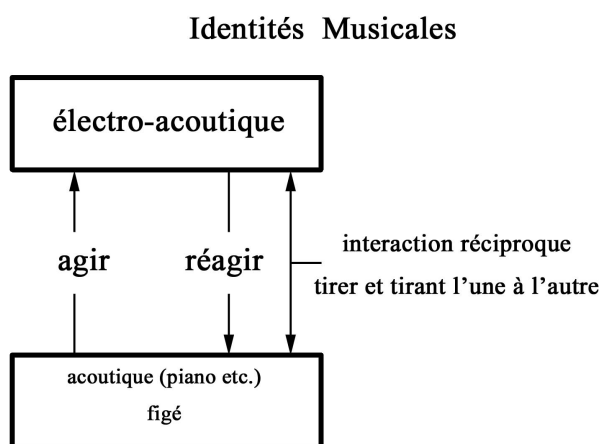 Identités Musicales
électro-acoutique
agir
réagir
interaction réciproque
tirer et tirant l’une à l’autre
acoutique (piano etc.)
figé